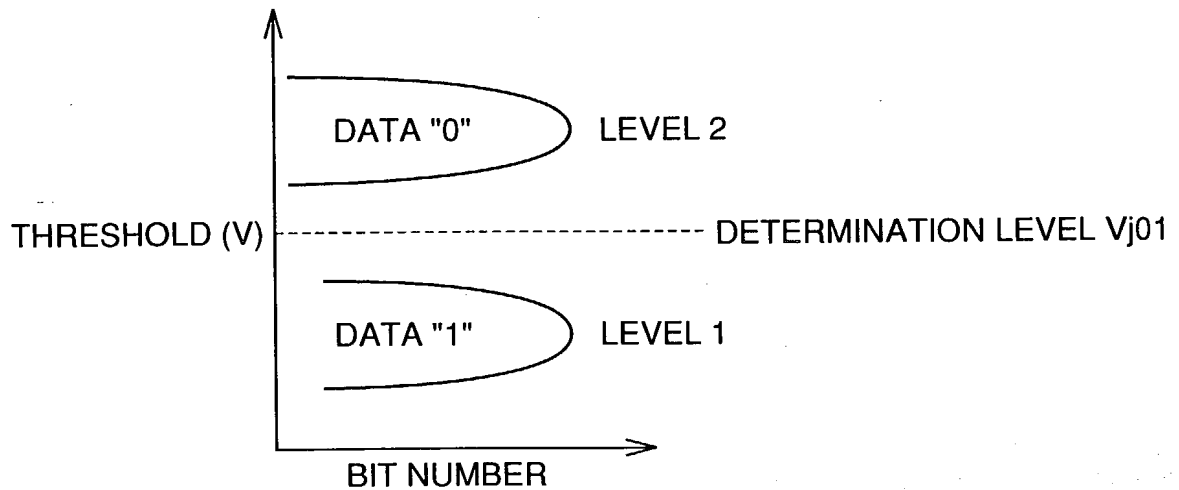 DATA "0"
LEVEL 2
THRESHOLD (V)
DETERMINATION LEVEL Vj01
DATA "1"
LEVEL 1
BIT NUMBER